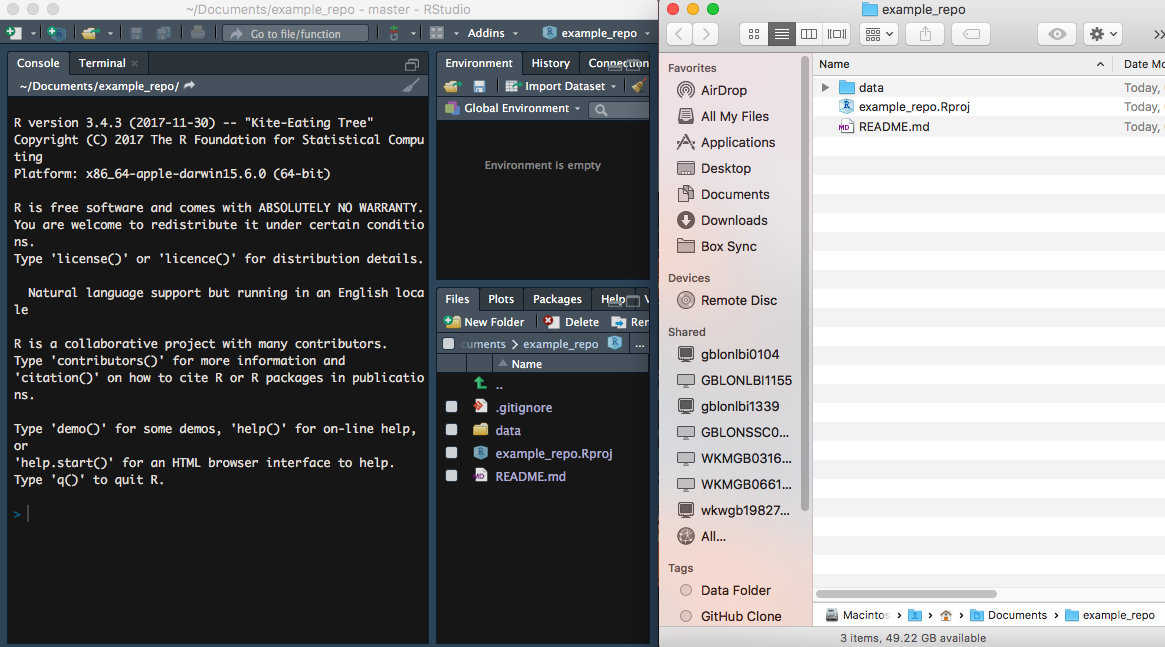 ~/Documents/example_repo - master - RStudio
Go to file/function
Addins
example_repo
Console
Terminal
~/Documents/example_repo/
R version 3.4.3 (2017-11-30) -- "Kite-Eating Tree"
Copyright (C) 2017 The R Foundation for Statistical Compu
ting
Platform: x86_64-apple-darwin15.6.0 (64-bit)
R is free software and comes with ABSOLUTELY NO WARRANTY.
You are welcome to redistribute it under certain conditio
ns.
Type 'license()' or 'licence()' for distribution details.
Natural language support but running in an English loca
le
R is a collaborative project with many contributors.
Type 'contributors()' for more information and
'citation()' on how to cite R or R packages in publicatio
ns.
Type 'demo()' for some demos, 'help()' for on-line help,
or
'help.start()' for an HTML browser interface to help.
Type 'q()' to quit R.
>
Environment
History
Connection
Import Dataset
Global Environment
Environment is empty
Files
Plots
Packages
Help
New Folder
Delete
Rer
cuments
example_repo
...
Name
..
.gitignore
data
example_repo.Rproj
README.md
example_repo
Favorites
AirDrop
All My Files
Applications
Desktop
Documents
Downloads
Box Sync
Devices
Remote Disc
Shared
gblonlbi0104
GBLONLBI1155
gblonlbi1339
GBLONSSC0...
WKMGB0316...
WKMGB0661...
wkwgb19827...
All...
Tags
Data Folder
GitHub Clone
Name
Date Mo
data
Today,
example_repo.Rproj
Today,
README.md
Today,
Macintos
Documents
example_repo
3 items, 49.22 GB available